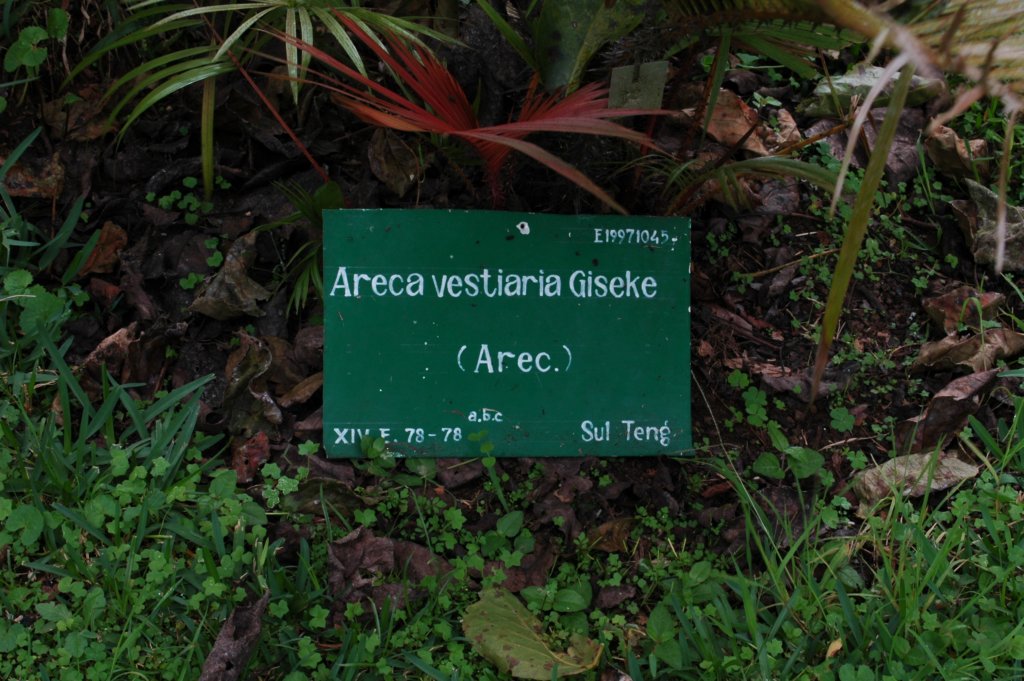 E19971045
Areca vestiaria Giseke
(Arec.)
a.b.c
XIV. E. 78-78
Sul Teng